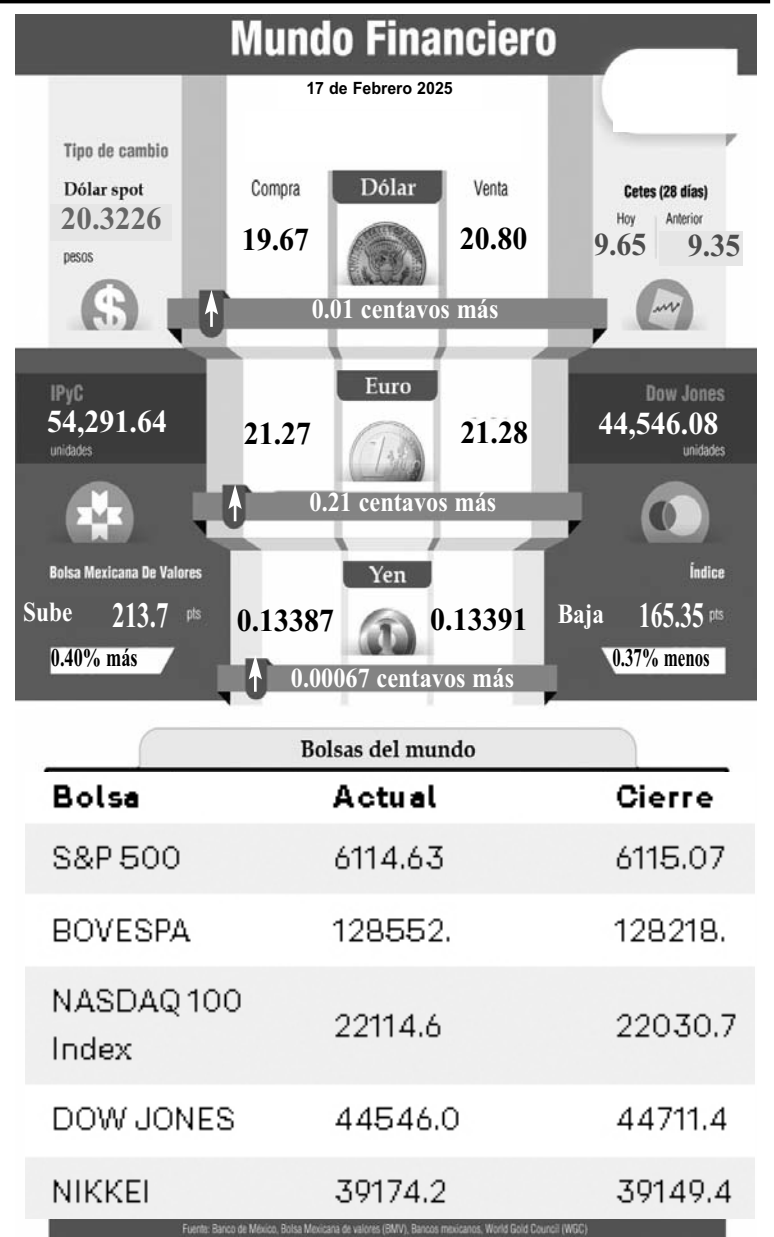 Mundo Financiero
17 de Febrero 2025
Tipo de cambio
Dólar spot
20.3226
pesos
Compra
Dólar
Venta
19.67
20.80
Cetes (28 días)
Hoy
Anterior
9.65
9.35
0.01 centavos más
IPyC
54,291.64
unidades
Euro
21.27
21.28
Dow Jones
44,546.08
unidades
0.21 centavos más
Bolsa Mexicana De Valores
Sube 213.7 pts
0.40% más
Yen
0.13387
0.13391
Índice
Baja 165.35 pts
0.37% menos
0.00067 centavos más
Bolsas del mundo
Bolsa Actual Cierre
S&P 500 6114.63 6115.07
BOVESPA 128552. 128218.
NASDAQ 100
Index 22114.6 22030.7
DOW JONES 44546.0 44711.4
NIKKEI 39174.2 39149.4
Fuente: Banco de México, Bolsa Mexicana de valores (BMV), Bancos mexicanos, World Gold Council (WGC)